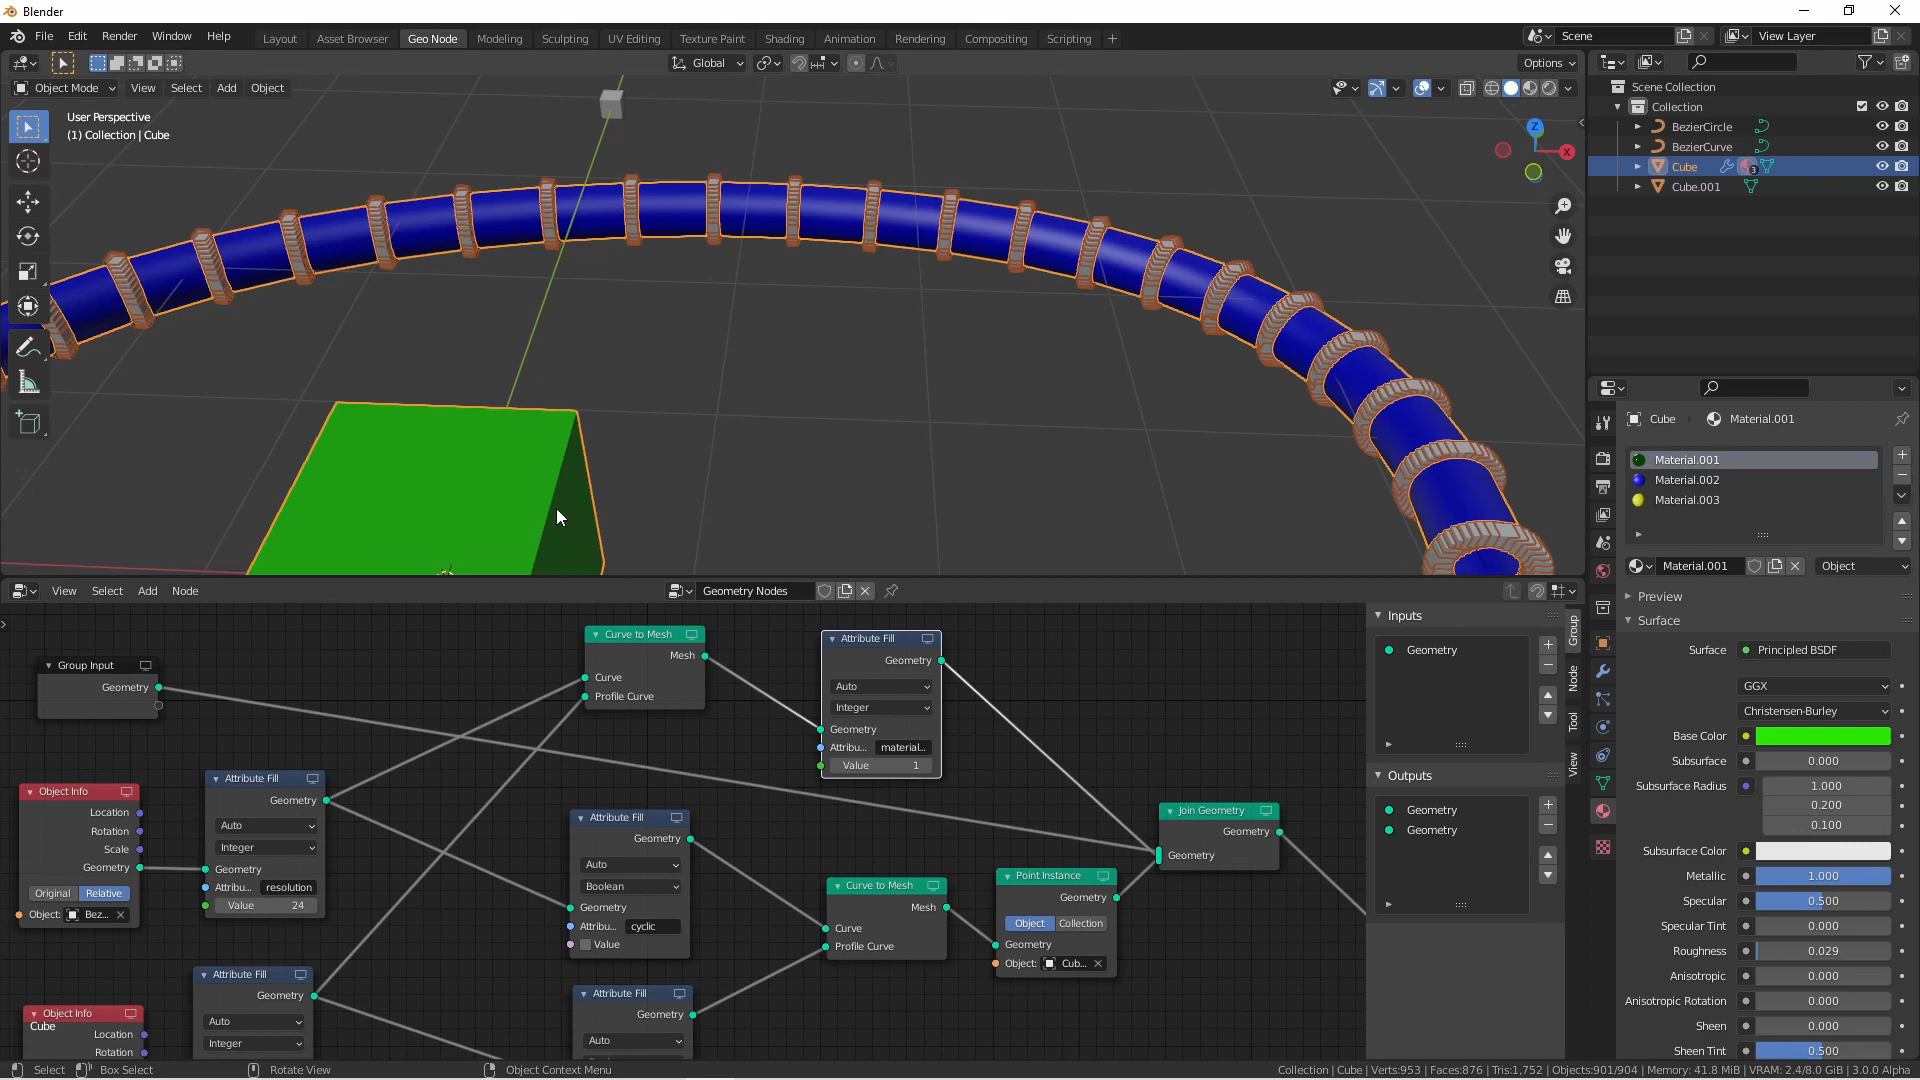 Blender
File Edit Render Window Help
Layout Asset Browser Geo Node Modeling Sculpting UV Editing Texture Paint Shading Animation Rendering Compositing Scripting +
Scene
View Layer
Global
Options
Object Mode View Select Add Object
User Perspective
(1) Collection | Cube
Z
X
Scene Collection
Collection
BezierCircle
BezierCurve
Cube
3
Cube.001
Cube Material.001
Material.001
Material.002
Material.003
Material.001 Object
Preview
Surface
Surface Principled BSDF
GGX
Christensen-Burley
Base Color
Subsurface 0.000
Subsurface Radius 1.000
0.200
0.100
Subsurface Color
Metallic 1.000
Specular 0.500
Specular Tint 0.000
Roughness 0.029
Anisotropic 0.000
Anisotropic Rotation 0.000
Sheen 0.000
Sheen Tint 0.500
View Select Add Node
Geometry Nodes
Group Input
Geometry
Object Info
Location
Rotation
Scale
Geometry
Original Relative
Object: Bez...
Attribute Fill
Geometry
Auto
Integer
Geometry
Attribu... resolution
Value 24
Object Info
Cube
Location
Rotation
Attribute Fill
Geometry
Auto
Integer
Curve to Mesh
Mesh
Curve
Profile Curve
Attribute Fill
Geometry
Auto
Boolean
Geometry
Attribu... cyclic
Value
Attribute Fill
Geometry
Auto
Attribute Fill
Geometry
Auto
Integer
Geometry
Attribu... material...
Value 1
Curve to Mesh
Mesh
Curve
Profile Curve
Point Instance
Geometry
Object Collection
Geometry
Object: Cub...
Join Geometry
Geometry
Geometry
Inputs
Geometry
Outputs
Geometry
Geometry
Group
Node
Tool
View
Select Box Select Rotate View Object Context Menu
Collection | Cube | Verts:953 | Faces:876 | Tris:1,752 | Objects:901/904 | Memory: 41.8 MiB | VRAM: 2.4/8.0 GiB | 3.0.0 Alpha